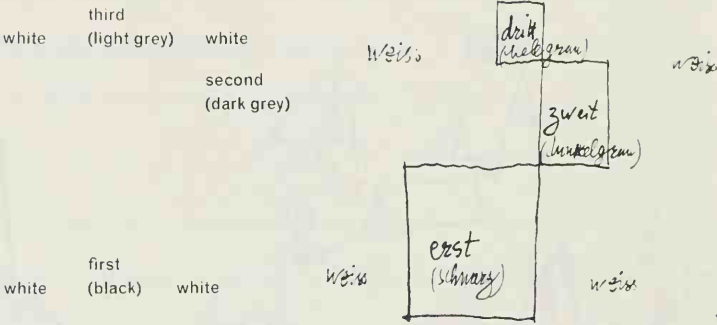 third
white (light grey) white
second
(dark grey)
first
white (black) white
dritt
(hellgrau)
weiss weiss
zweit
(dunkelgrau)
erst
weiss (schwarz) weiss